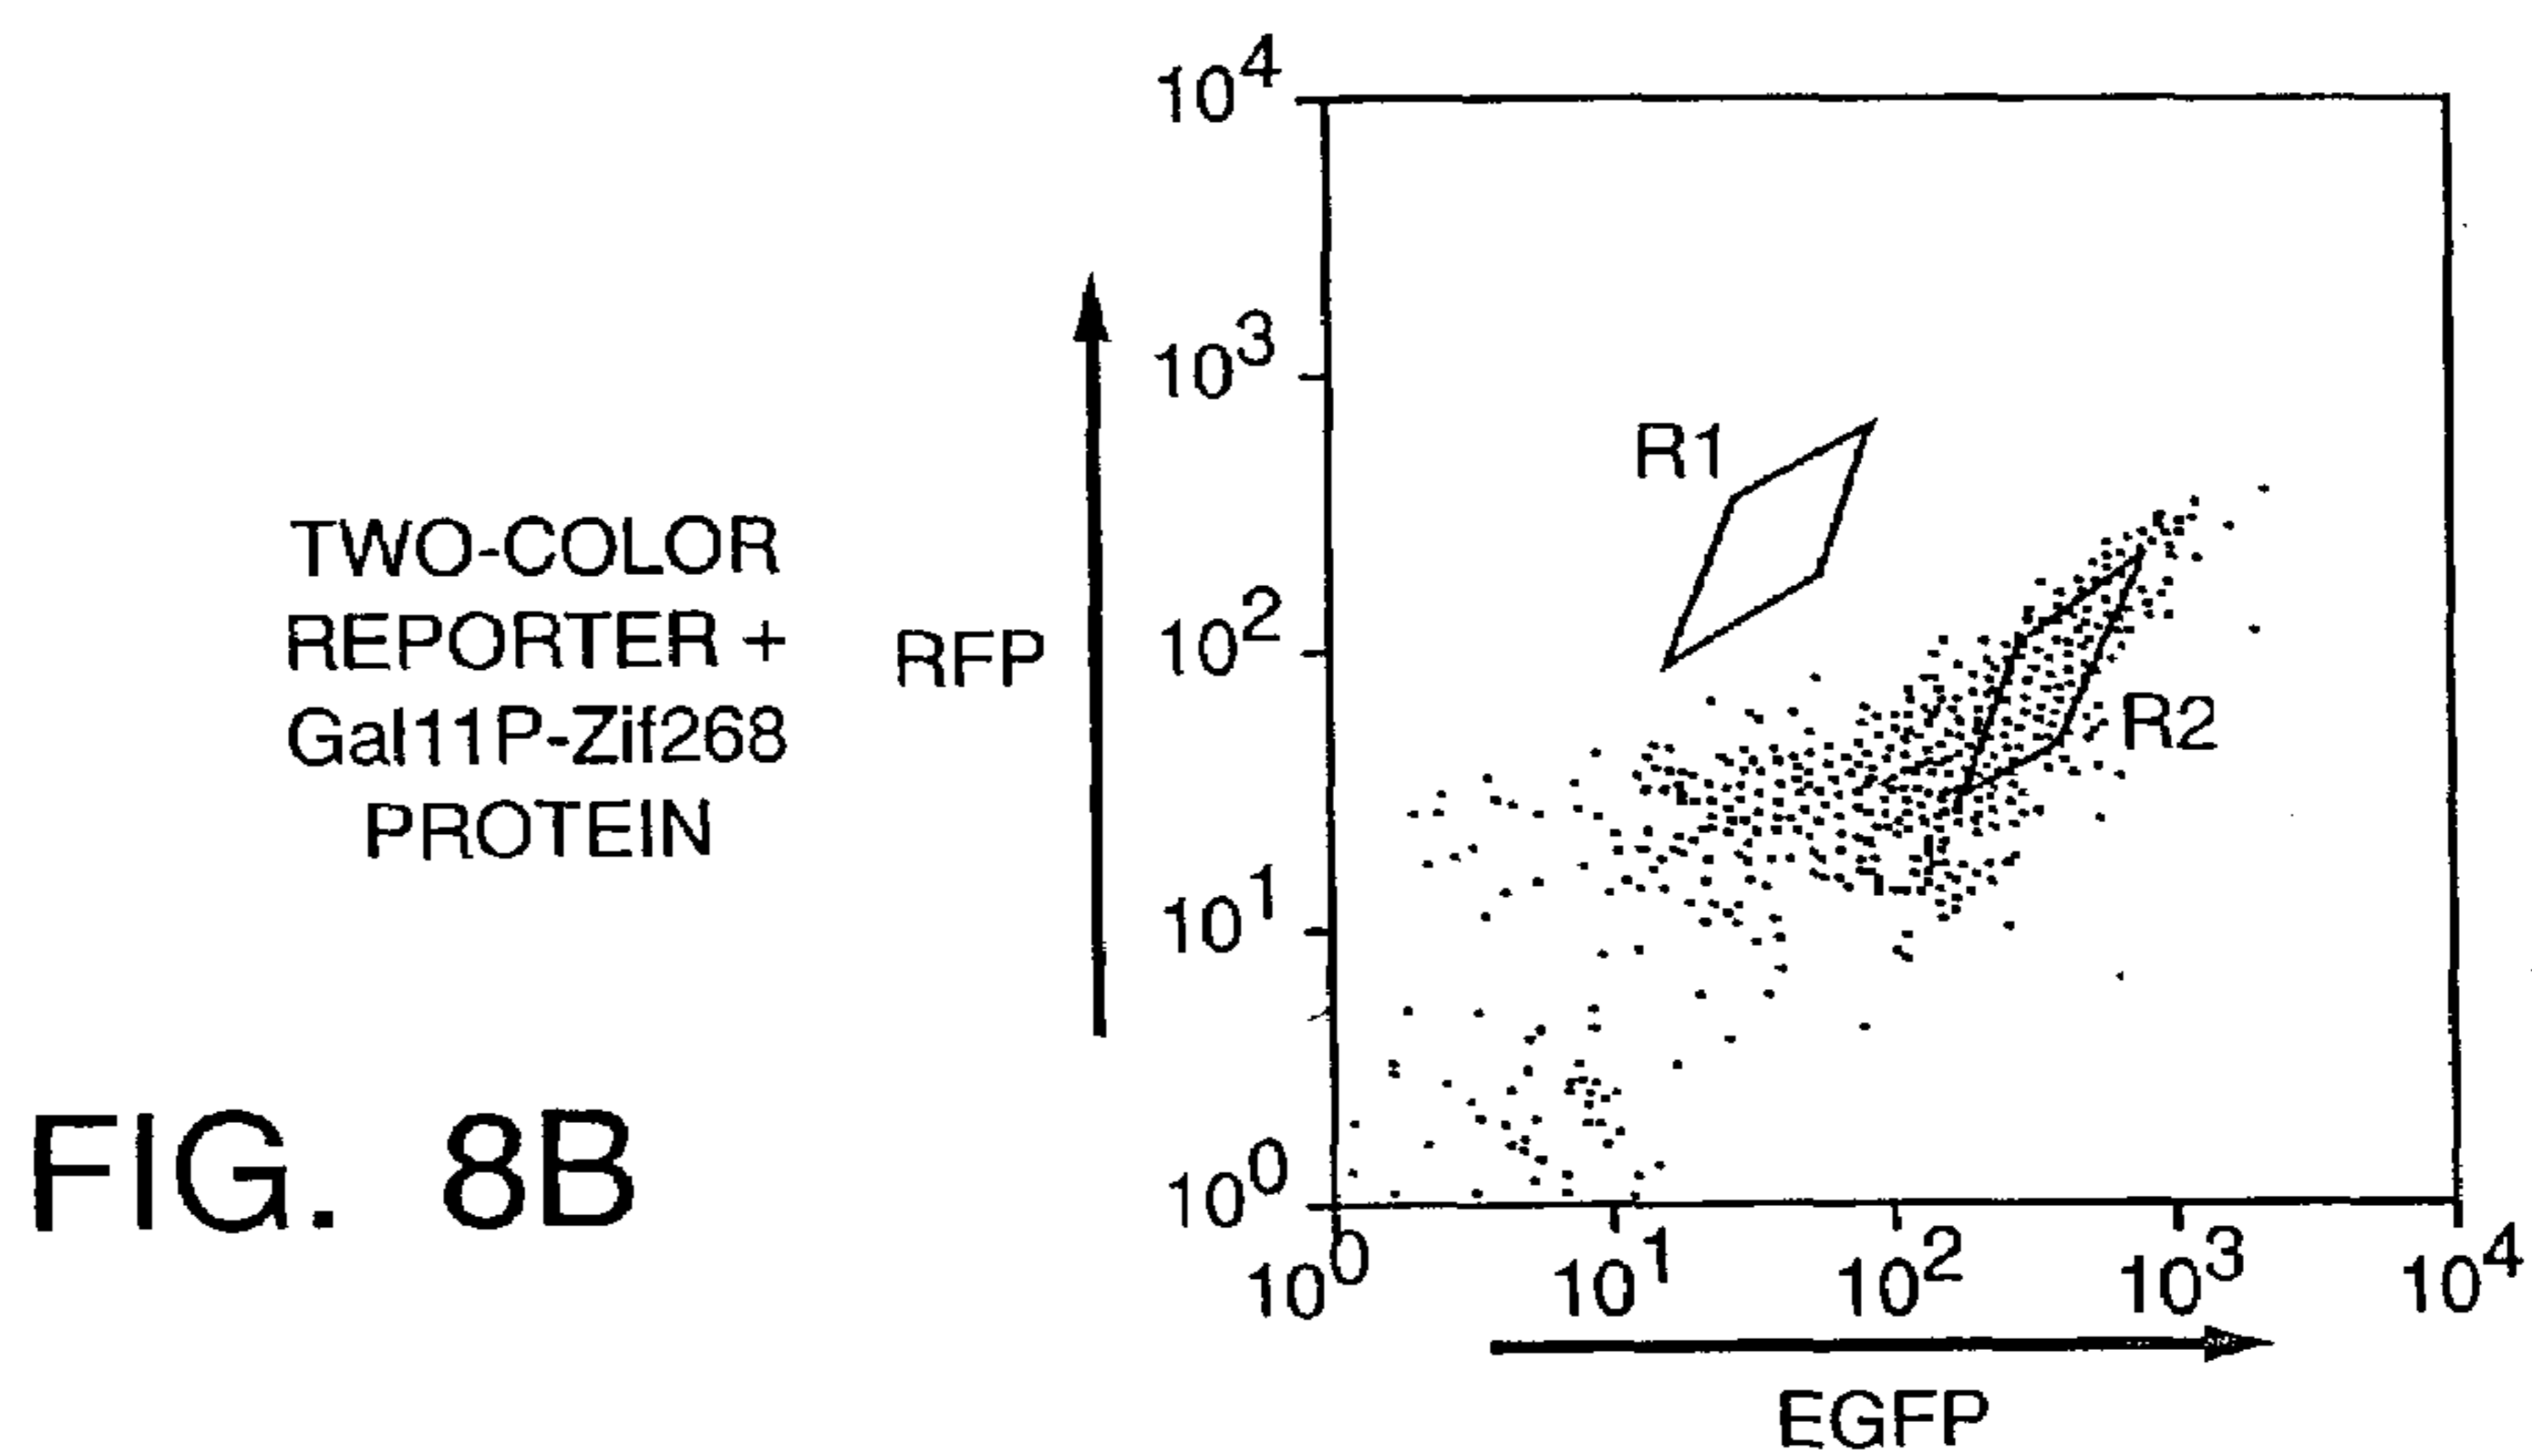 TWO-COLOR
REPORTER +
Gal11P-Zif268
PROTEIN
RFP
10^4
10^3
10^2
10^1
10^0
R1
R2
10^0 10^1 10^2 10^3 10^4
EGFP
FIG. 8B